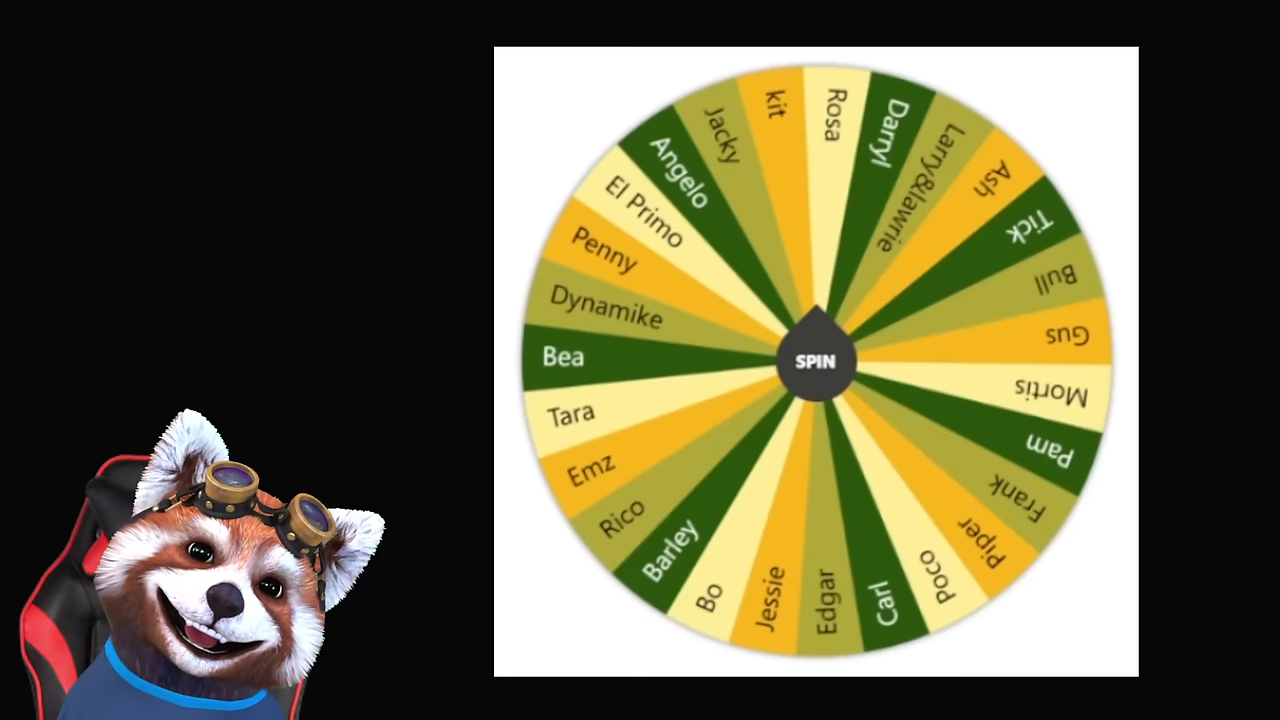 Rosa
Darryl
Larry&lawrie
Ash
Tick
Bull
Gus
Mortis
Pam
Frank
Piper
Poco
Carl
Edgar
Jessie
Bo
Barley
Rico
Emz
Tara
Bea
Dynamike
Penny
El Primo
Angelo
Jacky
kit
SPIN